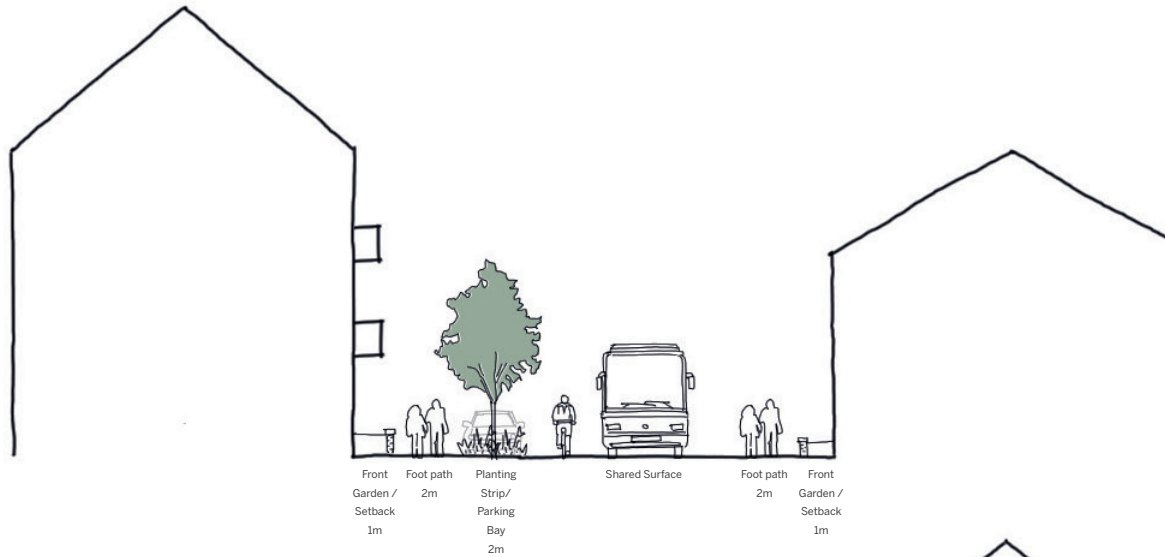 Front
Garden /
Setback
1m
Foot path
2m
Planting
Strip/
Parking
Bay
2m
Shared Surface
Foot path
2m
Front
Garden /
Setback
1m